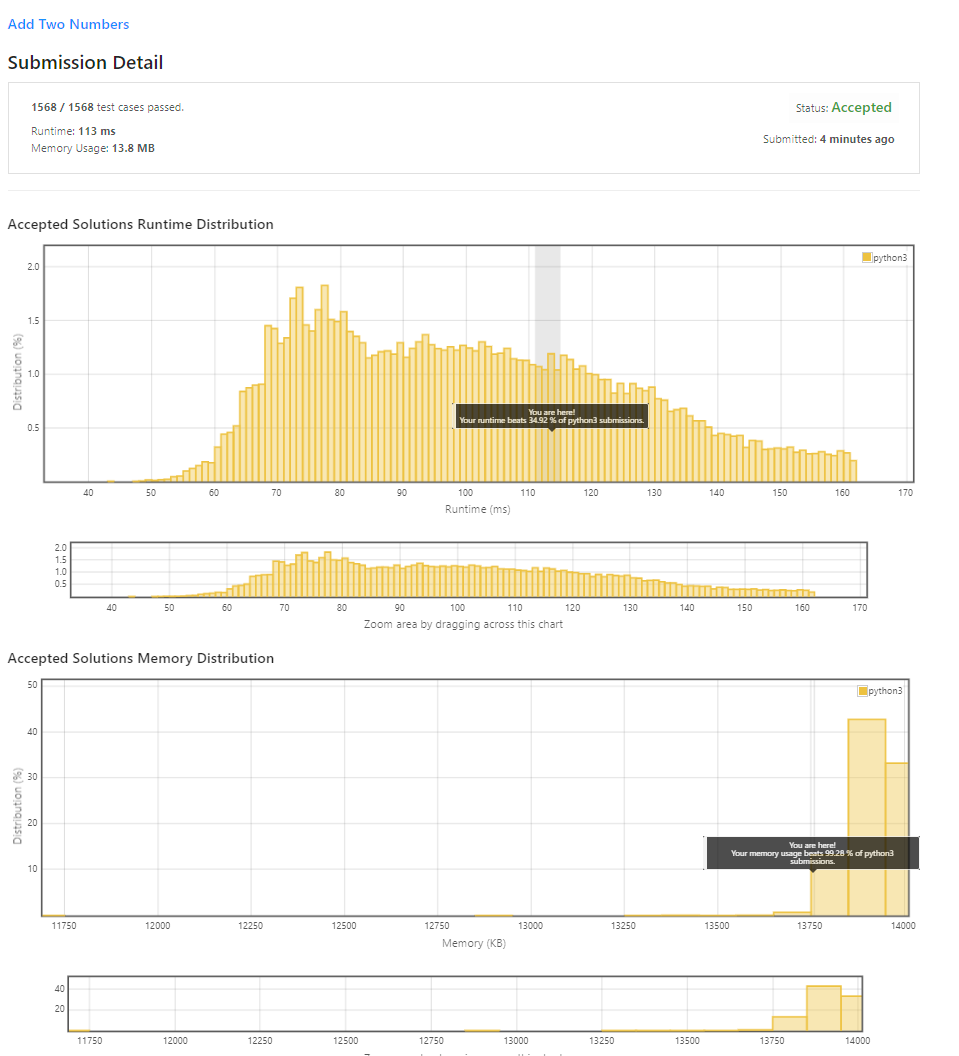 Add Two Numbers
Submission Detail
1568 / 1568 test cases passed.
Status: Accepted
Runtime: 113 ms
Submitted: 4 minutes ago
Memory Usage: 13.8 MB
Accepted Solutions Runtime Distribution
python3
2.0
1.5
1.0
0.5
Distribution (%)
You are here!
Your runtime beats 34.92 % of python3 submissions.
40 50 60 70 80 90 100 110 120 130 140 150 160 170
Runtime (ms)
2.0
1.5
1.0
0.5
40 50 60 70 80 90 100 110 120 130 140 150 160 170
Zoom area by dragging across this chart
Accepted Solutions Memory Distribution
python3
50
40
30
20
10
Distribution (%)
You are here!
Your memory usage beats 99.28 % of python3
submissions.
11750 12000 12250 12500 12750 13000 13250 13500 13750 14000
Memory (KB)
40
20
11750 12000 12250 12500 12750 13000 13250 13500 13750 14000